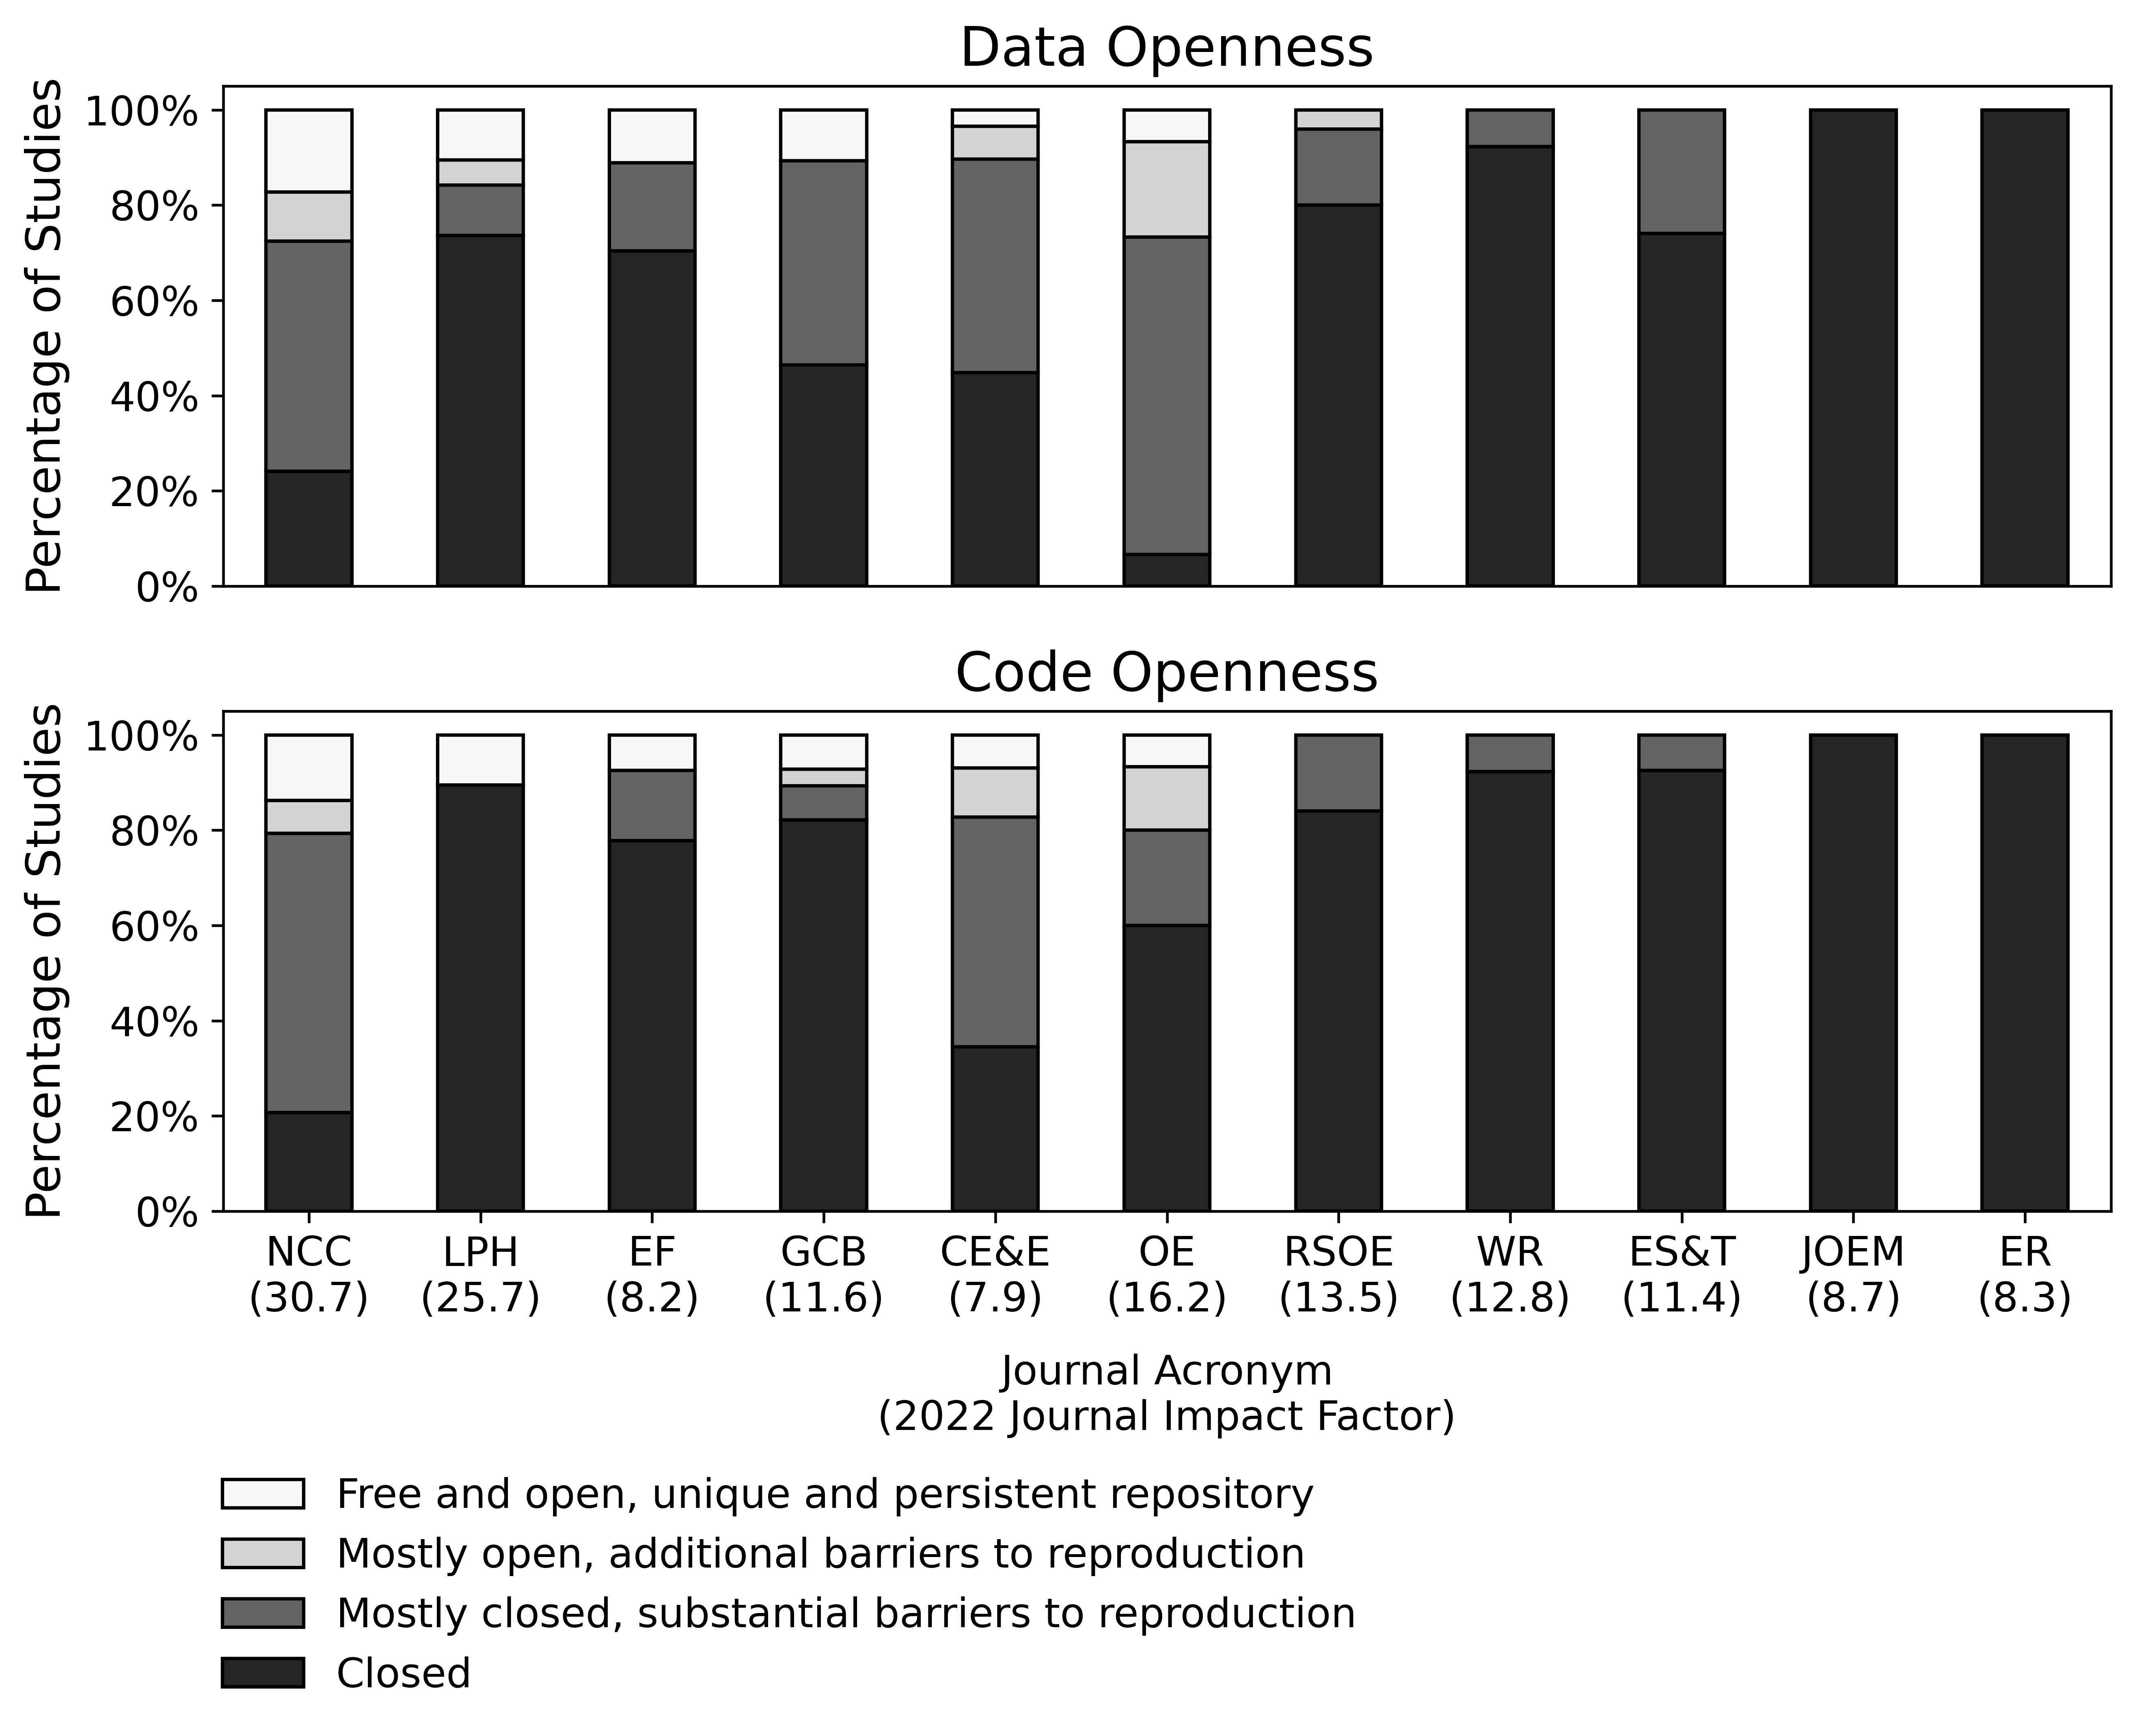 Data Openness
Percentage of Studies
100%
80%
60%
40%
20%
0%
Code Openness
Percentage of Studies
100%
80%
60%
40%
20%
0%
NCC LPH EF GCB CE&E OE RSOE WR ES&T JOEM ER
(30.7) (25.7) (8.2) (11.6) (7.9) (16.2) (13.5) (12.8) (11.4) (8.7) (8.3)
Journal Acronym
(2022 Journal Impact Factor)
Free and open, unique and persistent repository
Mostly open, additional barriers to reproduction
Mostly closed, substantial barriers to reproduction
Closed